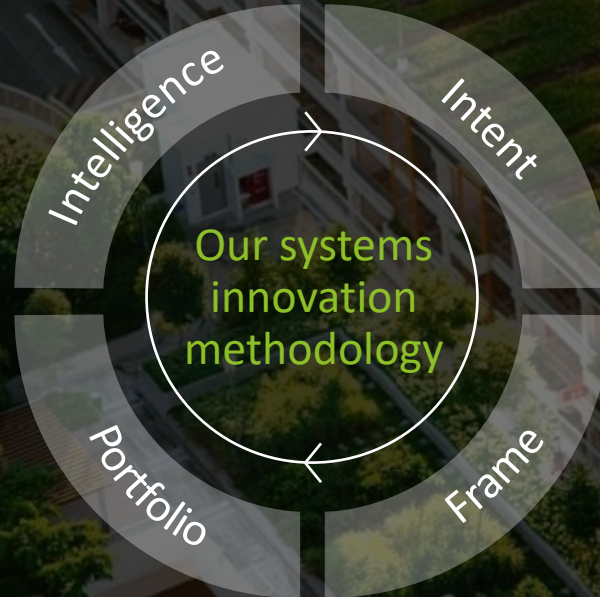 Intelligence
Intent
Our systems
innovation
methodology
Portfolio
Frame